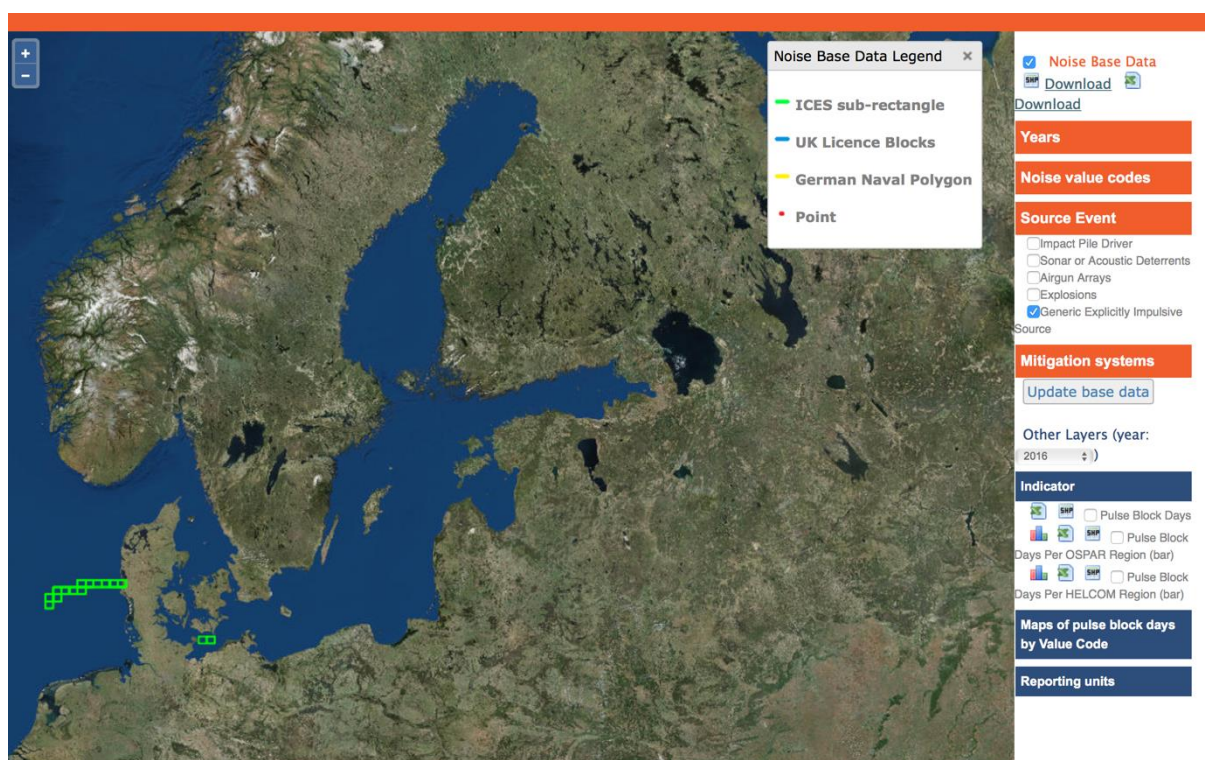 +
-
Noise Base Data Legend ×
ICES sub-rectangle
UK Licence Blocks
German Naval Polygon
Point
Noise Base Data
SHP Download
Download
Years
Noise value codes
Source Event
Impact Pile Driver
Sonar or Acoustic Deterrents
Airgun Arrays
Explosions
Generic Explicitly Impulsive
Source
Mitigation systems
Update base data
Other Layers (year:
2016 )
Indicator
SHP Pulse Block Days
SHP Pulse Block
Days Per OSPAR Region (bar)
SHP Pulse Block
Days Per HELCOM Region (bar)
Maps of pulse block days
by Value Code
Reporting units